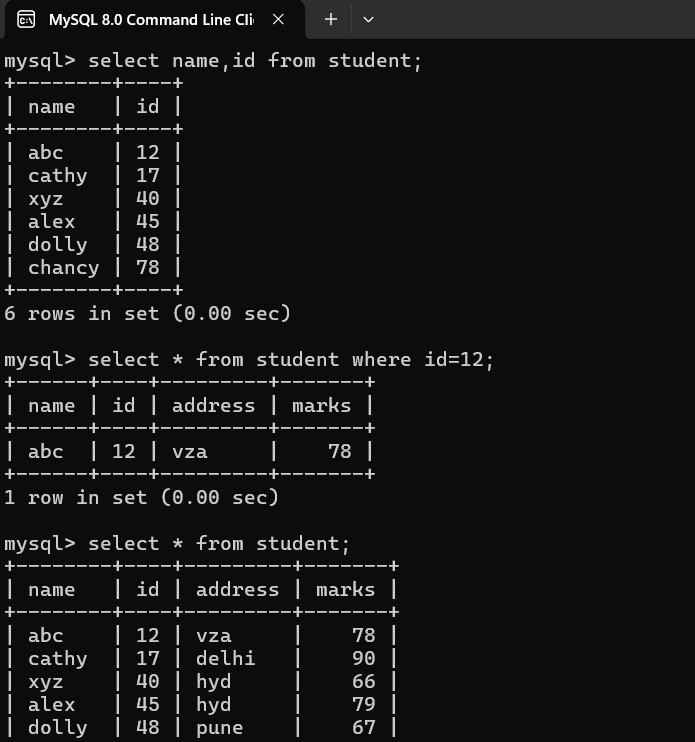 MySQL 8.0 Command Line Cli
mysql> select name,id from student;
+--------+----+
| name   | id |
+--------+----+
| abc    | 12 |
| cathy  | 17 |
| xyz    | 40 |
| alex   | 45 |
| dolly  | 48 |
| chancy | 78 |
+--------+----+
6 rows in set (0.00 sec)
mysql> select * from student where id=12;
+------+----+---------+-------+
| name | id | address | marks |
+------+----+---------+-------+
| abc  | 12 | vza     |    78 |
+------+----+---------+-------+
1 row in set (0.00 sec)
mysql> select * from student;
+--------+----+---------+-------+
| name   | id | address | marks |
+--------+----+---------+-------+
| abc    | 12 | vza     |    78 |
| cathy  | 17 | delhi   |    90 |
| xyz    | 40 | hyd     |    66 |
| alex   | 45 | hyd     |    79 |
| dolly  | 48 | pune    |    67 |